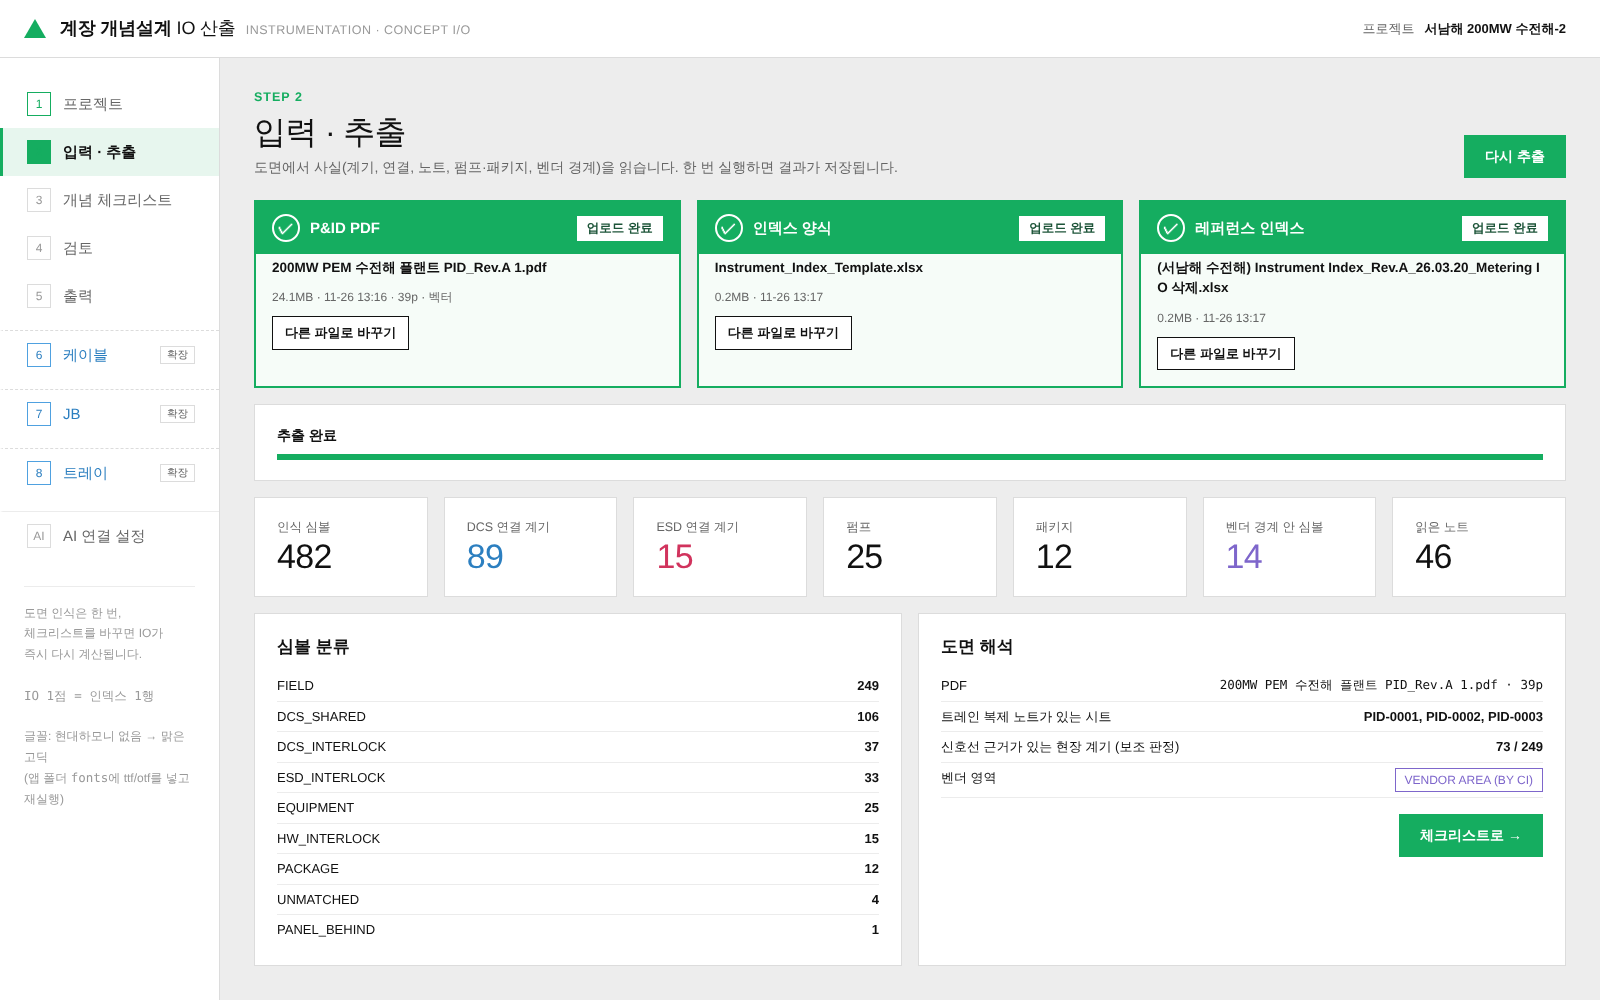 계장 개념설계 IO 산출 INSTRUMENTATION · CONCEPT I/O
프로젝트 서남해 200MW 수전해-2
1 프로젝트
입력 · 추출
3 개념 체크리스트
4 검토
5 출력
6 케이블 확장
7 JB 확장
8 트레이 확장
AI AI 연결 설정
도면 인식은 한 번,
체크리스트를 바꾸면 IO가
즉시 다시 계산됩니다.
IO 1점 = 인덱스 1행
글꼴: 현대하모니 없음 → 맑은
고딕
(앱 폴더 fonts에 ttf/otf를 넣고
재실행)
STEP 2
입력 · 추출
도면에서 사실(계기, 연결, 노트, 펌프·패키지, 벤더 경계)을 읽습니다. 한 번 실행하면 결과가 저장됩니다.
다시 추출
P&ID PDF 업로드 완료
200MW PEM 수전해 플랜트 PID_Rev.A 1.pdf
24.1MB · 11-26 13:16 · 39p · 벡터
다른 파일로 바꾸기
인덱스 양식 업로드 완료
Instrument_Index_Template.xlsx
0.2MB · 11-26 13:17
다른 파일로 바꾸기
레퍼런스 인덱스 업로드 완료
(서남해 수전해) Instrument Index_Rev.A_26.03.20_Metering I
O 삭제.xlsx
0.2MB · 11-26 13:17
다른 파일로 바꾸기
추출 완료
인식 심볼
482
DCS 연결 계기
89
ESD 연결 계기
15
펌프
25
패키지
12
벤더 경계 안 심볼
14
읽은 노트
46
심볼 분류
FIELD 249
DCS_SHARED 106
DCS_INTERLOCK 37
ESD_INTERLOCK 33
EQUIPMENT 25
HW_INTERLOCK 15
PACKAGE 12
UNMATCHED 4
PANEL_BEHIND 1
도면 해석
PDF 200MW PEM 수전해 플랜트 PID_Rev.A 1.pdf · 39p
트레인 복제 노트가 있는 시트 PID-0001, PID-0002, PID-0003
신호선 근거가 있는 현장 계기 (보조 판정) 73 / 249
벤더 영역 VENDOR AREA (BY CI)
체크리스트로 →